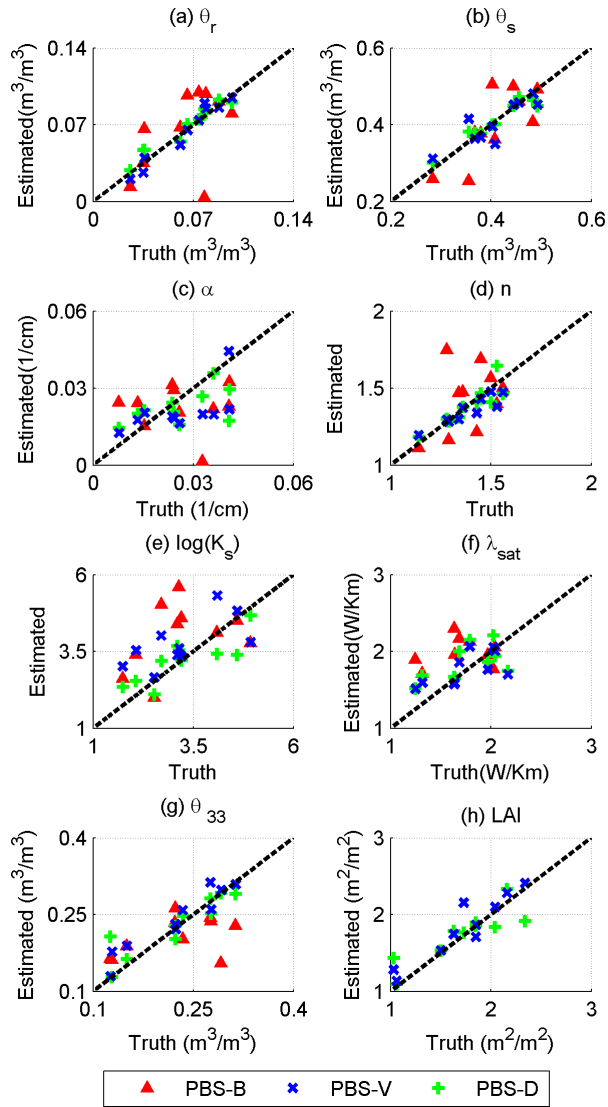 (a) θr (b) θs
0.14 0.6
Estimated(m³/m³) 0.07 Estimated(m³/m³) 0.4
0 0.2
0 0.07 0.14 0.2 0.4 0.6
Truth (m³/m³) Truth (m³/m³)
(c) α (d) n
0.06 2
Estimated(1/cm) 0.03 Estimated 1.5
0 1
0 0.03 0.06 1 1.5 2
Truth (1/cm) Truth
(e) log(Ks) (f) λsat
6 3
Estimated 3.5 Estimated(W/Km) 2
1 1
1 3.5 6 1 2 3
Truth Truth(W/Km)
(g) θ33 (h) LAI
0.4 3
Estimated (m³/m³) 0.25 Estimated (m²/m²) 2
0.1 1
0.1 0.25 0.4 1 2 3
Truth (m³/m³) Truth (m²/m²)
PBS-B PBS-V PBS-D